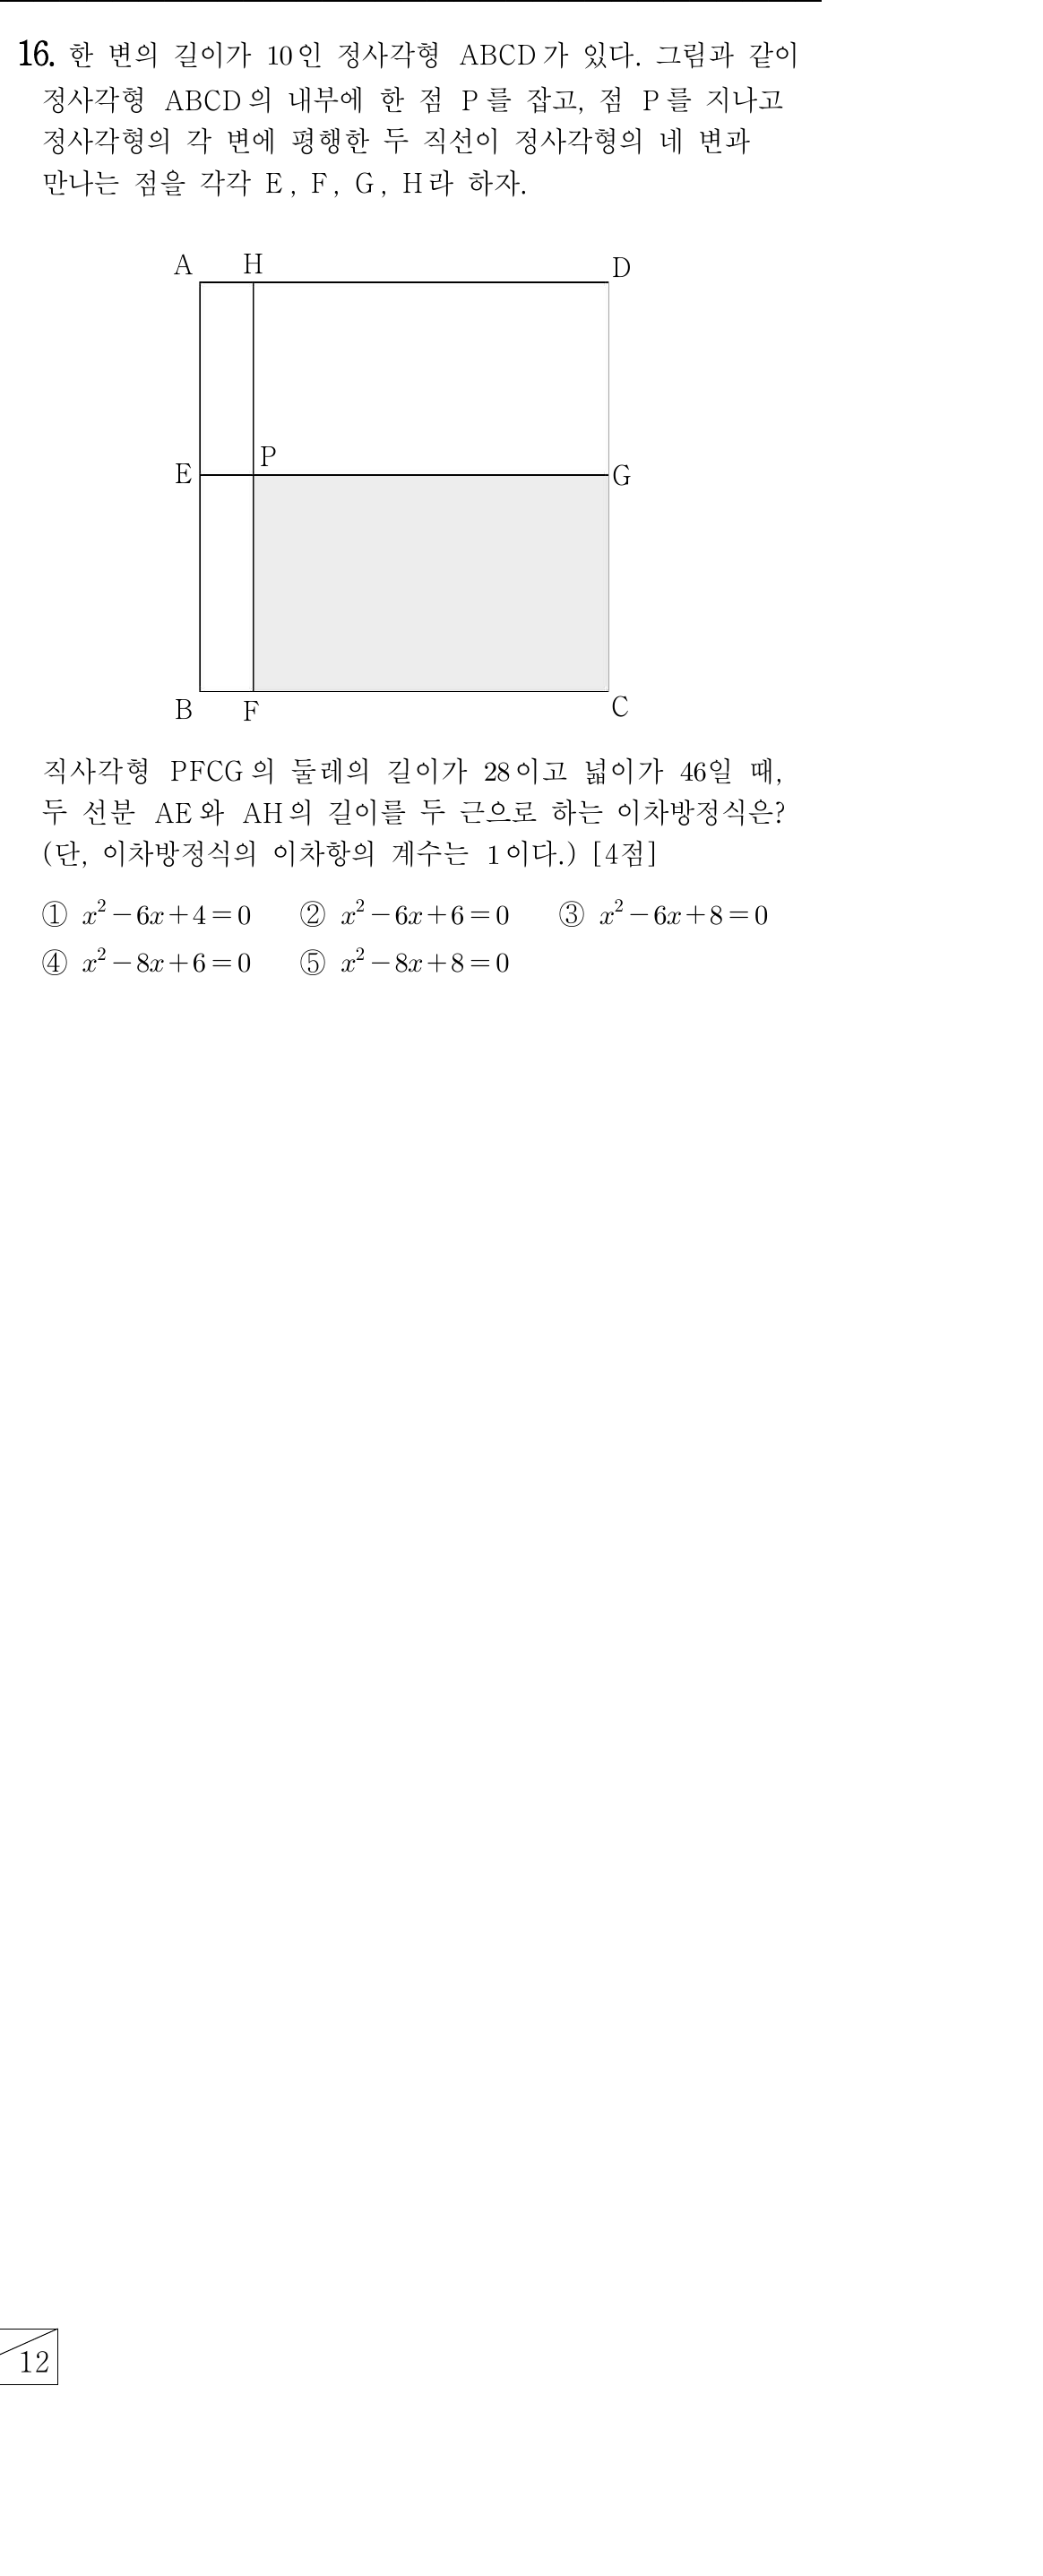 16. 한 변의 길이가 10인 정사각형 ABCD가 있다. 그림과 같이
정사각형 ABCD의 내부에 한 점 P를 잡고, 점 P를 지나고
정사각형의 각 변에 평행한 두 직선이 정사각형의 네 변과
만나는 점을 각각 E, F, G, H라 하자.
A H D
P
E G
B F C
직사각형 PFCG의 둘레의 길이가 28이고 넓이가 46일 때,
두 선분 AE와 AH의 길이를 두 근으로 하는 이차방정식은?
(단, 이차방정식의 이차항의 계수는 1이다.) [4점]
① x²−6x+4=0 ② x²−6x+6=0 ③ x²−6x+8=0
④ x²−8x+6=0 ⑤ x²−8x+8=0
12